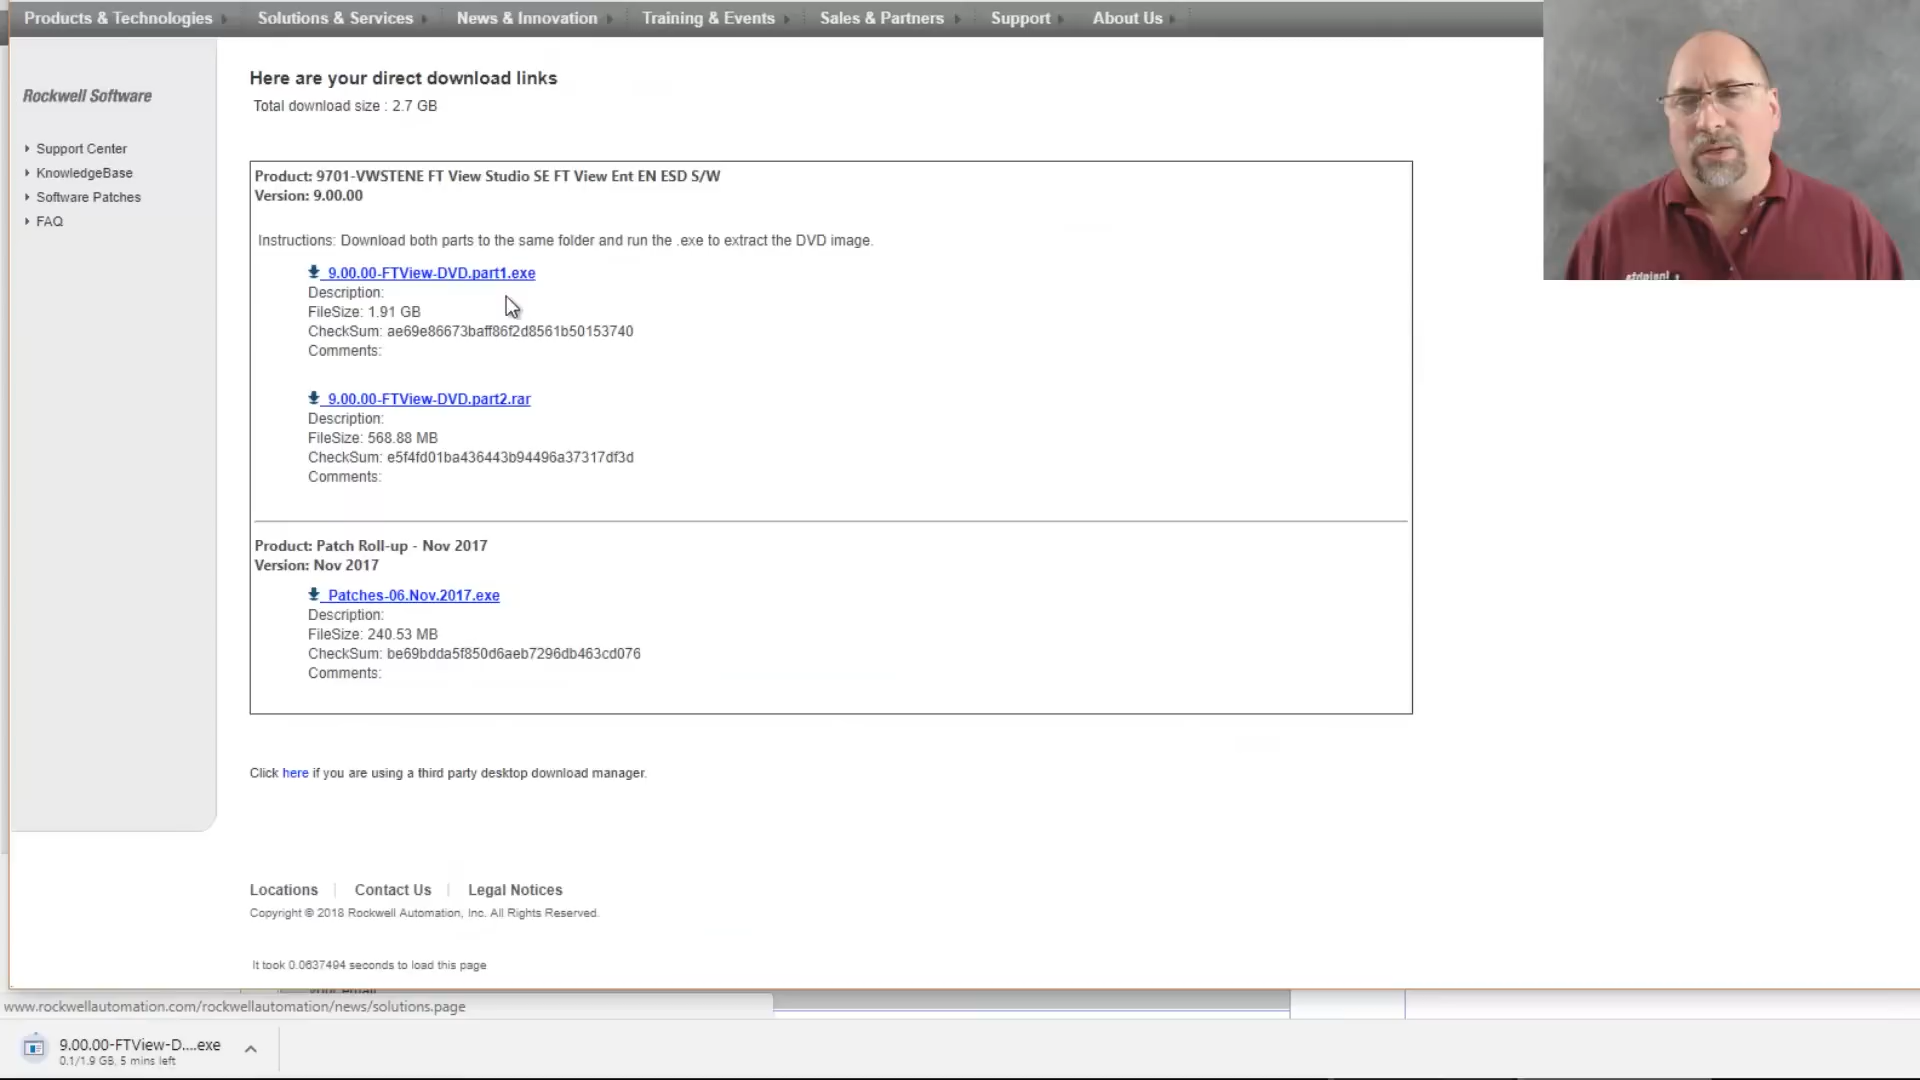 Products & Technologies Solutions & Services News & Innovation Training & Events Sales & Partners Support About Us
Rockwell Software
Support Center
KnowledgeBase
Software Patches
FAQ
Here are your direct download links
Total download size : 2.7 GB
Product: 9701-VWSTENE FT View Studio SE FT View Ent EN ESD S/W
Version: 9.00.00
Instructions: Download both parts to the same folder and run the .exe to extract the DVD image.
9.00.00-FTView-DVD.part1.exe
Description:
FileSize: 1.91 GB
CheckSum: ae69e86673baff86f2d8561b50153740
Comments:
9.00.00-FTView-DVD.part2.rar
Description:
FileSize: 568.88 MB
CheckSum: e5f4fd01ba436443b94496a37317df3d
Comments:
Product: Patch Roll-up - Nov 2017
Version: Nov 2017
Patches-06.Nov.2017.exe
Description:
FileSize: 240.53 MB
CheckSum: be69bdda5f850d6aeb7296db463cd076
Comments:
Click here if you are using a third party desktop download manager.
Locations | Contact Us | Legal Notices
Copyright © 2018 Rockwell Automation, Inc. All Rights Reserved.
It took 0.0637494 seconds to load this page
www.rockwellautomation.com/rockwellautomation/news/solutions.page
9.00.00-FTView-D....exe
0.1/1.9 GB, 5 mins left